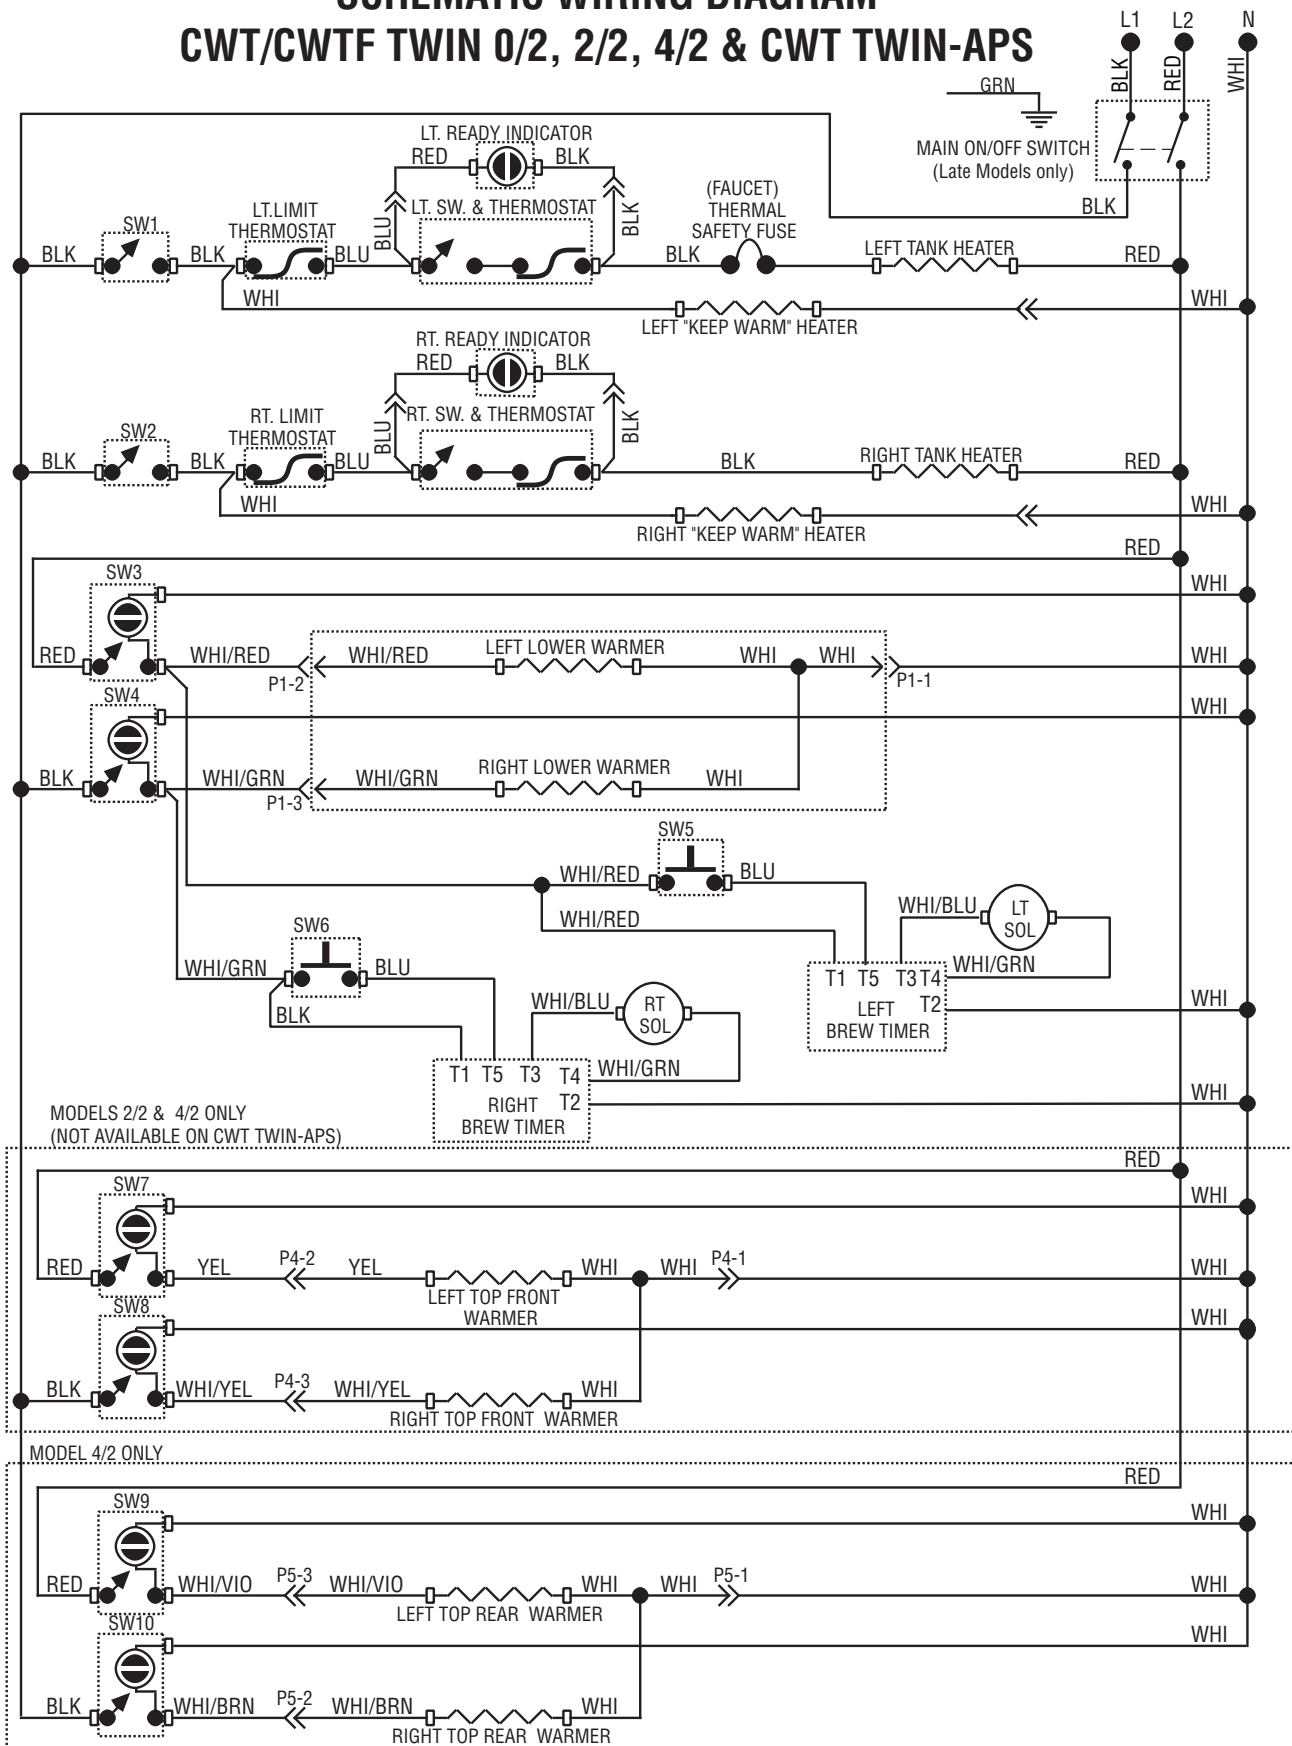 SCHEMATIC WIRING DIAGRAM
CWT/CWTF TWIN 0/2, 2/2, 4/2 & CWT TWIN-APS
L1 L2 N
BLK RED WHI
GRN
MAIN ON/OFF SWITCH
(Late Models only)
BLK
LT. READY INDICATOR
RED BLK
SW1
LT.LIMIT
THERMOSTAT
BLU
LT. SW. & THERMOSTAT
BLK
(FAUCET)
THERMAL
SAFETY FUSE
BLK BLK BLU BLK LEFT TANK HEATER RED
WHI WHI
LEFT "KEEP WARM" HEATER
RT. READY INDICATOR
RED BLK
SW2
RT. LIMIT
THERMOSTAT
BLU
RT. SW. & THERMOSTAT
BLK
BLK BLK BLU BLK RIGHT TANK HEATER RED
WHI WHI
RIGHT "KEEP WARM" HEATER
RED
SW3
WHI
RED WHI/RED WHI/RED LEFT LOWER WARMER WHI WHI WHI
P1-2 P1-1
SW4
WHI
BLK WHI/GRN WHI/GRN RIGHT LOWER WARMER WHI
P1-3
SW5
WHI/RED BLU
WHI/RED
WHI/BLU LT
SOL
SW6
WHI/GRN BLU
BLK
T1 T5 T3 T4 WHI/GRN
LEFT T2 WHI
BREW TIMER
WHI/BLU RT
SOL
T1 T5 T3 T4 WHI/GRN
RIGHT T2 WHI
BREW TIMER
MODELS 2/2 & 4/2 ONLY
(NOT AVAILABLE ON CWT TWIN-APS)
RED
SW7
WHI
RED YEL P4-2 YEL WHI WHI P4-1 WHI
LEFT TOP FRONT
WARMER
SW8
WHI
BLK WHI/YEL P4-3 WHI/YEL WHI
RIGHT TOP FRONT WARMER
MODEL 4/2 ONLY
RED
SW9
WHI
RED WHI/VIO P5-3 WHI/VIO WHI WHI P5-1 WHI
LEFT TOP REAR WARMER
SW10
WHI
BLK WHI/BRN P5-2 WHI/BRN WHI
RIGHT TOP REAR WARMER